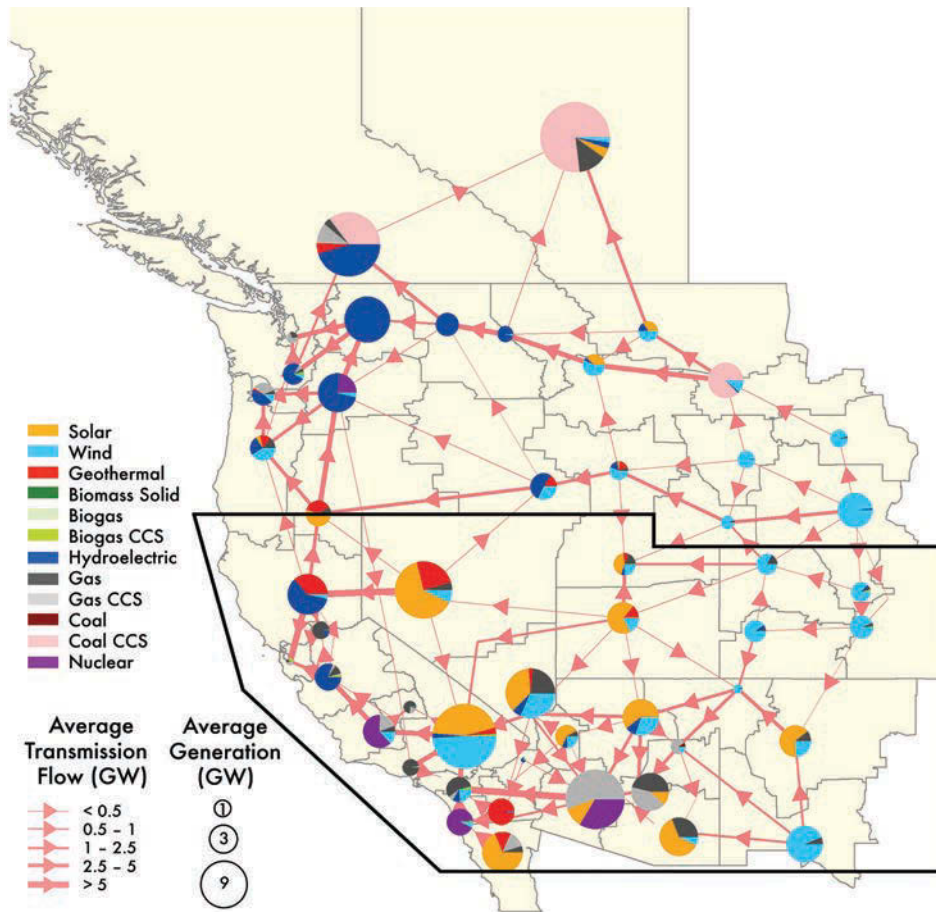 Solar
Wind
Geothermal
Biomass Solid
Biogas
Biogas CCS
Hydroelectric
Gas
Gas CCS
Coal
Coal CCS
Nuclear
Average
Transmission
Flow (GW)
< 0.5
0.5 – 1
1 – 2.5
2.5 – 5
> 5
Average
Generation
(GW)
1
3
9